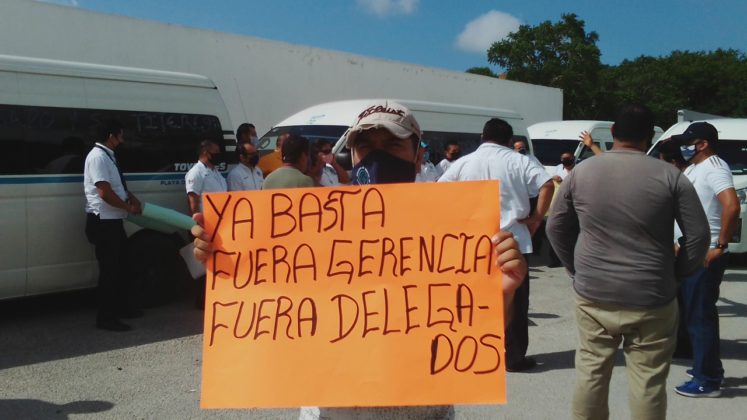 YA BASTA
FUERA GERENCIA
FUERA DELEGA-
DOS